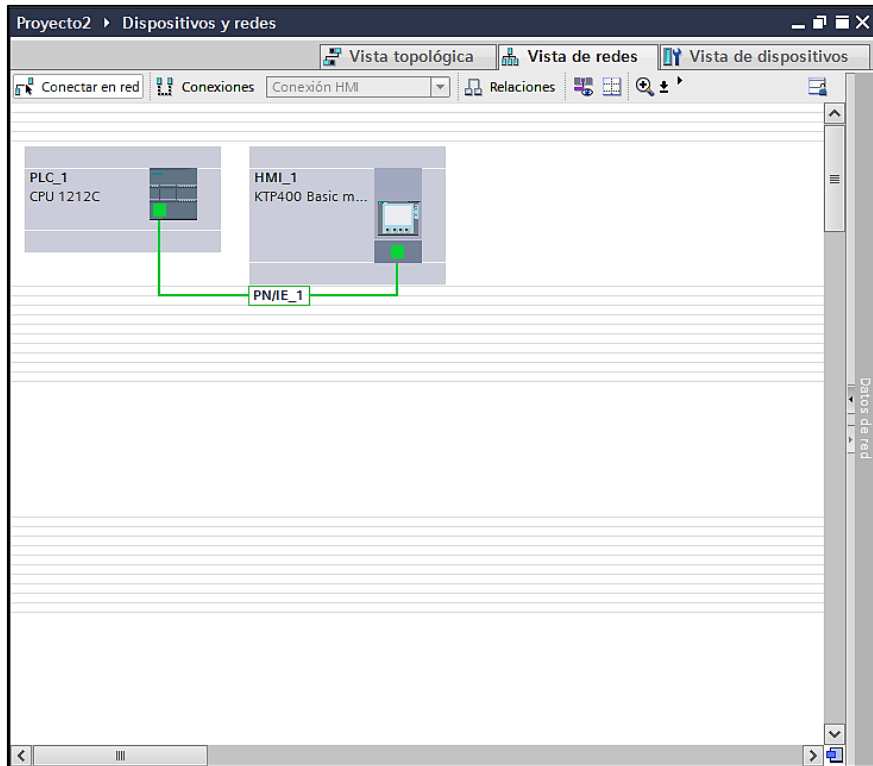 Proyecto2 ▸ Dispositivos y redes
Vista topológica
Vista de redes
Vista de dispositivos
Conectar en red
Conexiones
Conexión HMI
Relaciones
PLC_1
CPU 1212C
HMI_1
KTP400 Basic m...
PN/IE_1
Datos de red